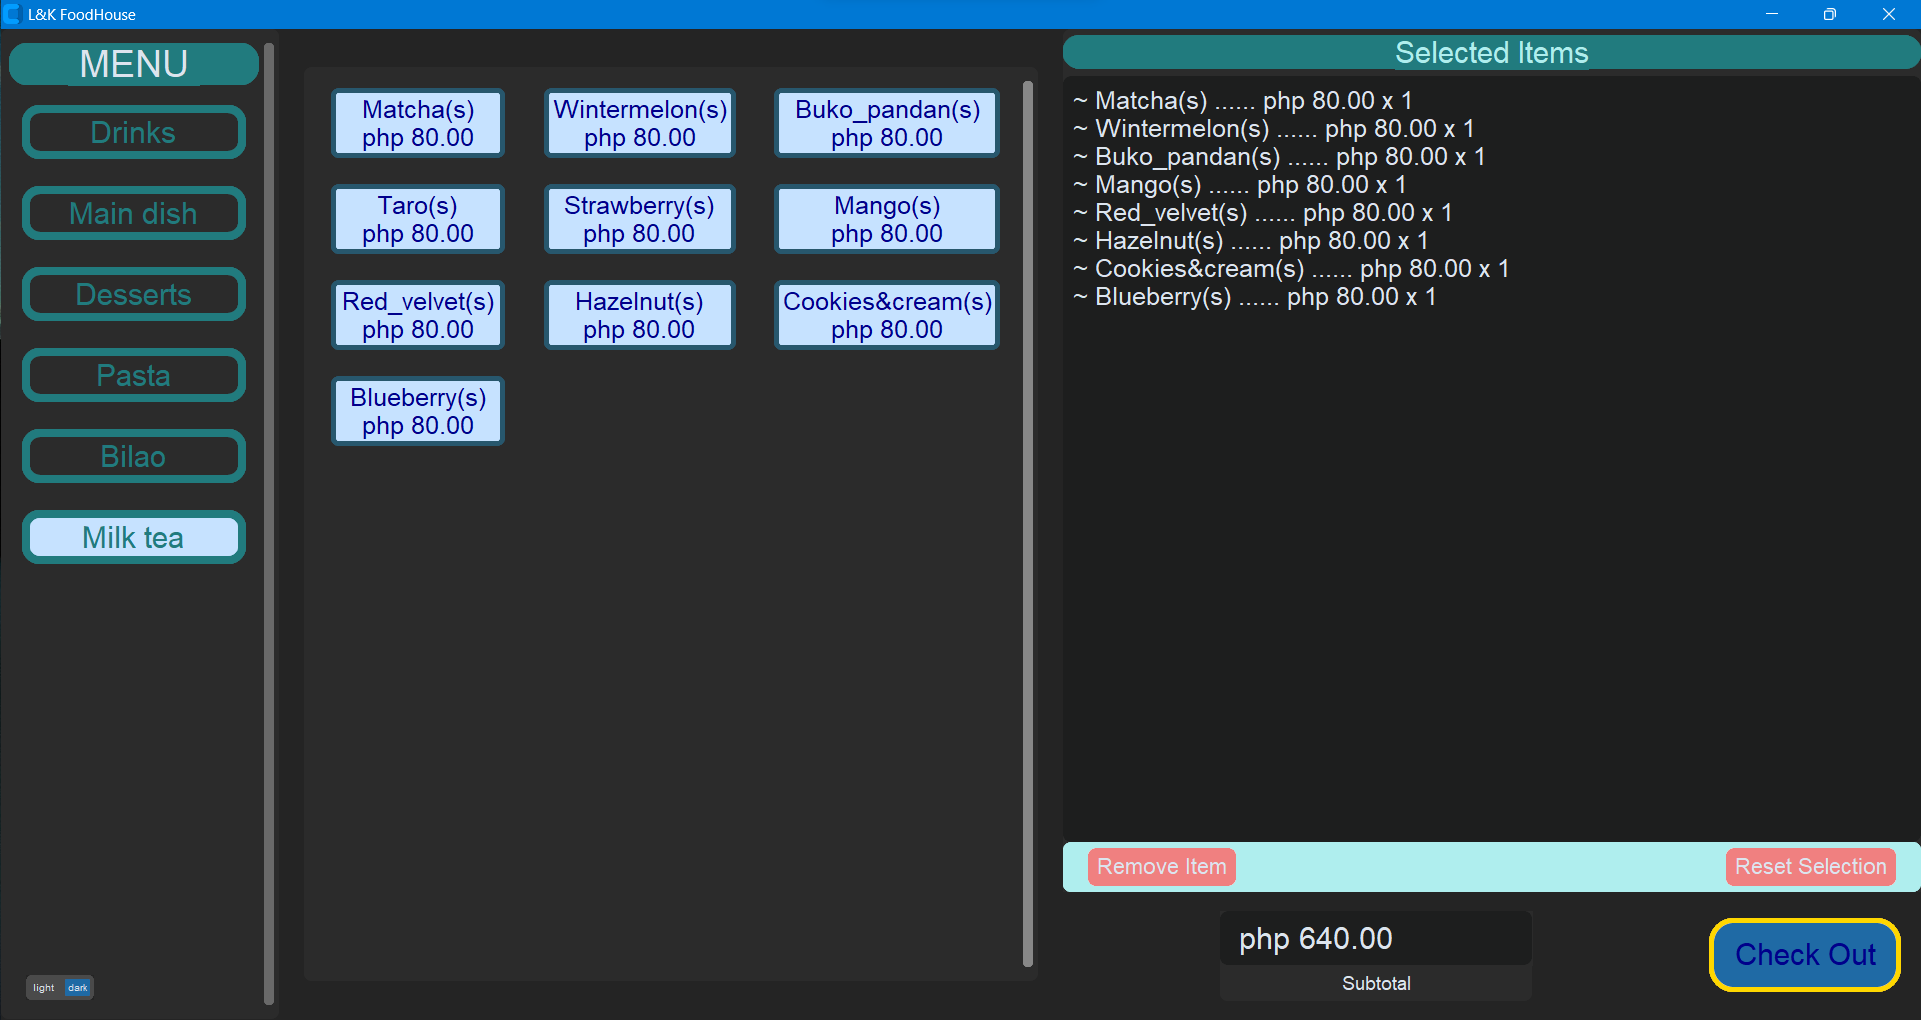 L&K FoodHouse
MENU
Drinks
Main dish
Desserts
Pasta
Bilao
Milk tea
light dark
Matcha(s)
php 80.00
Wintermelon(s)
php 80.00
Buko_pandan(s)
php 80.00
Taro(s)
php 80.00
Strawberry(s)
php 80.00
Mango(s)
php 80.00
Red_velvet(s)
php 80.00
Hazelnut(s)
php 80.00
Cookies&cream(s)
php 80.00
Blueberry(s)
php 80.00
Selected Items
~ Matcha(s) ...... php 80.00 x 1
~ Wintermelon(s) ...... php 80.00 x 1
~ Buko_pandan(s) ...... php 80.00 x 1
~ Mango(s) ...... php 80.00 x 1
~ Red_velvet(s) ...... php 80.00 x 1
~ Hazelnut(s) ...... php 80.00 x 1
~ Cookies&cream(s) ...... php 80.00 x 1
~ Blueberry(s) ...... php 80.00 x 1
Remove Item
Reset Selection
php 640.00
Subtotal
Check Out